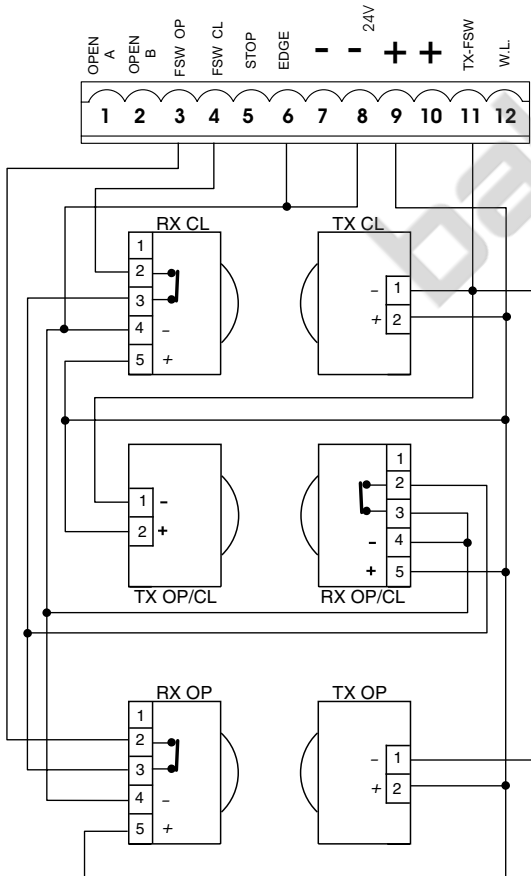 OPEN A
OPEN B
FSW OP
FSW CL
STOP
EDGE
-
-
24V
+
+
TX-FSW
W.L.
1 2 3 4 5 6 7 8 9 10 11 12
RX CL
1
2
3
4 -
5 +
TX CL
- 1
+ 2
1 -
2 +
TX OP/CL
1
2
3
- 4
+ 5
RX OP/CL
RX OP
1
2
3
4 -
5 +
TX OP
- 1
+ 2